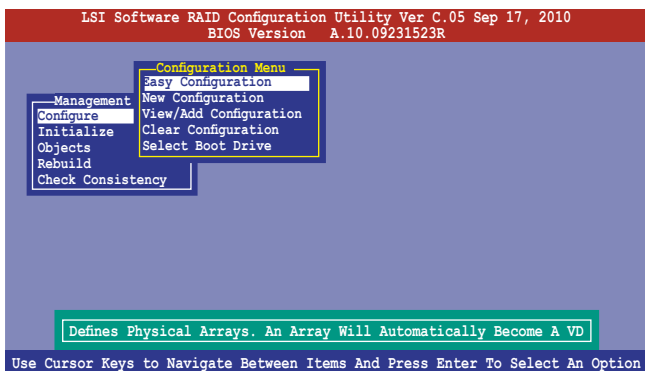 LSI Software RAID Configuration Utility Ver C.05 Sep 17, 2010
BIOS Version A.10.09231523R
Configuration Menu
Easy Configuration
New Configuration
View/Add Configuration
Clear Configuration
Select Boot Drive
Management
Configure
Initialize
Objects
Rebuild
Check Consistency
Defines Physical Arrays. An Array Will Automatically Become A VD
Use Cursor Keys to Navigate Between Items And Press Enter To Select An Option